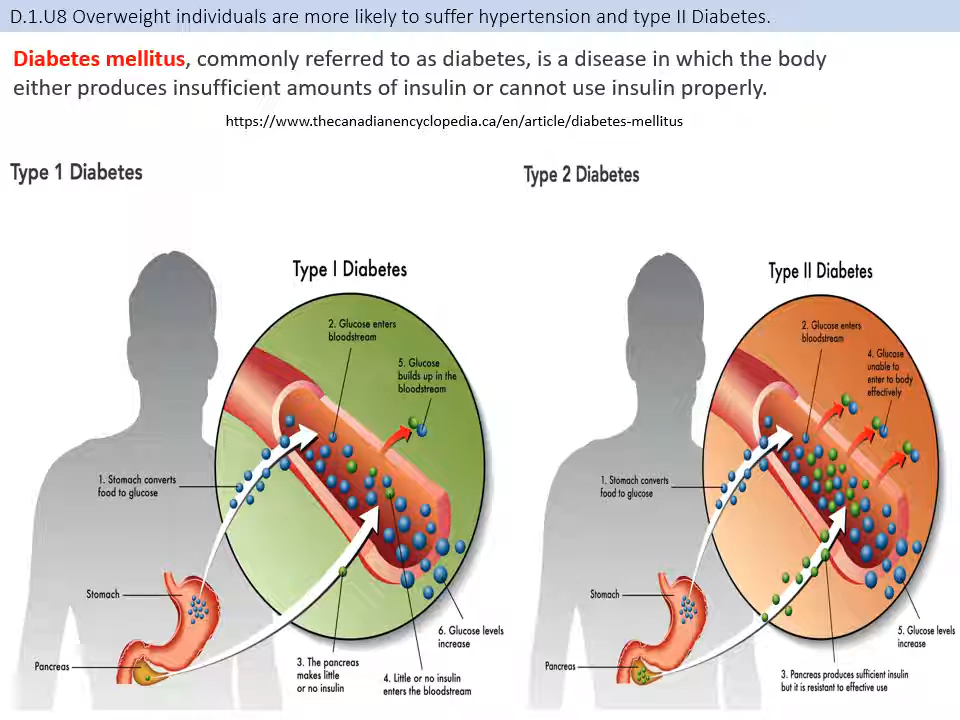 D.1.U8 Overweight individuals are more likely to suffer hypertension and type II Diabetes.
Diabetes mellitus, commonly referred to as diabetes, is a disease in which the body
either produces insufficient amounts of insulin or cannot use insulin properly.
https://www.thecanadianencyclopedia.ca/en/article/diabetes-mellitus
Type 1 Diabetes
Type I Diabetes
2. Glucose enters
bloodstream
5. Glucose
builds up in the
bloodstream
1. Stomach converts
food to glucose
Stomach
Pancreas
3. The pancreas
makes little
or no insulin
4. Little or no insulin
enters the bloodstream
6. Glucose levels
increase
Type 2 Diabetes
Type II Diabetes
2. Glucose enters
bloodstream
4. Glucose
unable to
enter to body
effectively
1. Stomach converts
food to glucose
Stomach
Pancreas
5. Glucose levels
increase
3. Pancreas produces sufficient insulin
but it is resistant to effective use